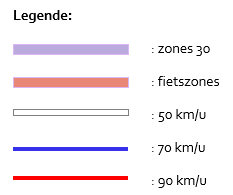 Legende:
: zones 30
: fietszones
: 50 km/u
: 70 km/u
: 90 km/u